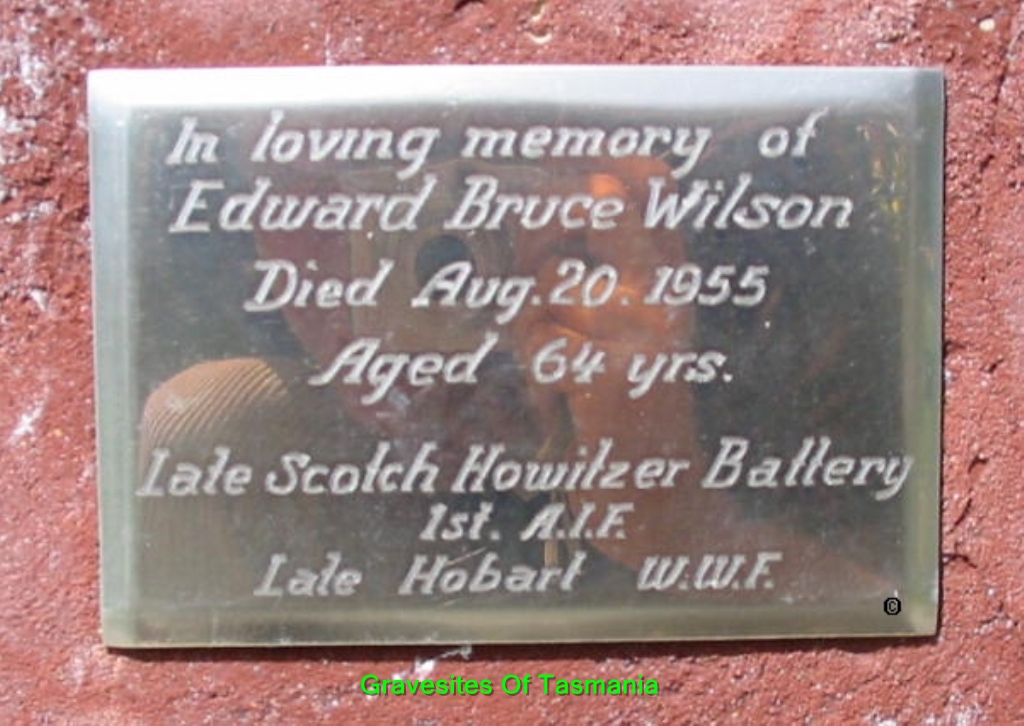 In loving memory of
Edward Bruce Wilson
Died Aug. 20. 1955
Aged 64 yrs.
Late Scotch Howitzer Battery
1st. A.I.F.
Late Hobart W.W.F.
©
Gravesites Of Tasmania